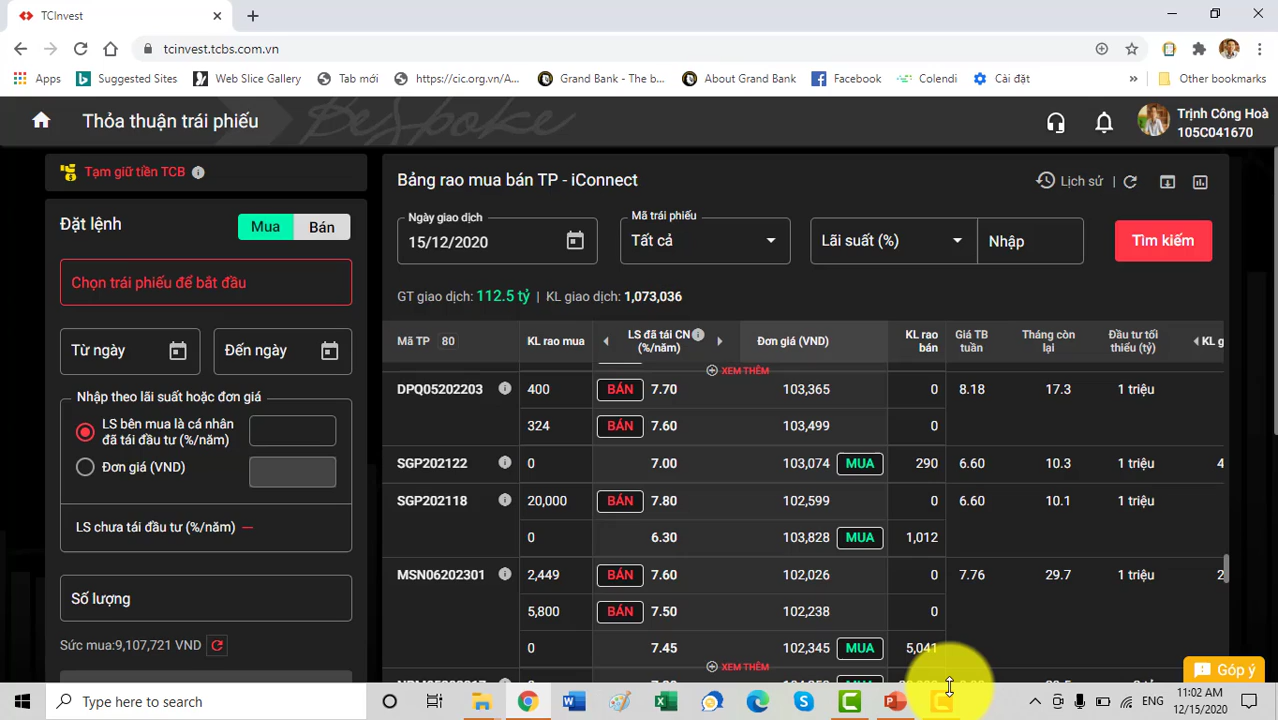 TCInvest
tcinvest.tcbs.com.vn
Apps Suggested Sites Web Slice Gallery Tab mới https://cic.org.vn/A... Grand Bank - The b... About Grand Bank Facebook Colendi Cài đặt » Other bookmarks
Thỏa thuận trái phiếu
BeSpoke
Trịnh Công Hoà
105C041670
Tạm giữ tiền TCB
Đặt lệnh Mua Bán
Chọn trái phiếu để bắt đầu
Từ ngày Đến ngày
Nhập theo lãi suất hoặc đơn giá
LS bên mua là cá nhân
đã tái đầu tư (%/năm)
Đơn giá (VND)
LS chưa tái đầu tư (%/năm) —
Số lượng
Sức mua:9,107,721 VND
Bảng rao mua bán TP - iConnect
Lịch sử
Ngày giao dịch
15/12/2020
Mã trái phiếu
Tất cả
Lãi suất (%) Nhập
Tìm kiếm
GT giao dịch: 112.5 tỷ | KL giao dịch: 1,073,036
Mã TP 80 KL rao mua LS đã tái CN (%/năm) Đơn giá (VND) KL rao bán Giá TB tuần Tháng còn lại Đầu tư tối thiểu (tỷ) KL g
XEM THÊM
DPQ05202203 400 BÁN 7.70 103,365 0 8.18 17.3 1 triệu
324 BÁN 7.60 103,499 0
SGP202122 0 7.00 103,074 MUA 290 6.60 10.3 1 triệu 4
SGP202118 20,000 BÁN 7.80 102,599 0 6.60 10.1 1 triệu
0 6.30 103,828 MUA 1,012
MSN06202301 2,449 BÁN 7.60 102,026 0 7.76 29.7 1 triệu 2
5,800 BÁN 7.50 102,238 0
0 7.45 102,345 MUA 5,041
XEM THÊM
Góp ý
Type here to search
ENG
11:02 AM
12/15/2020